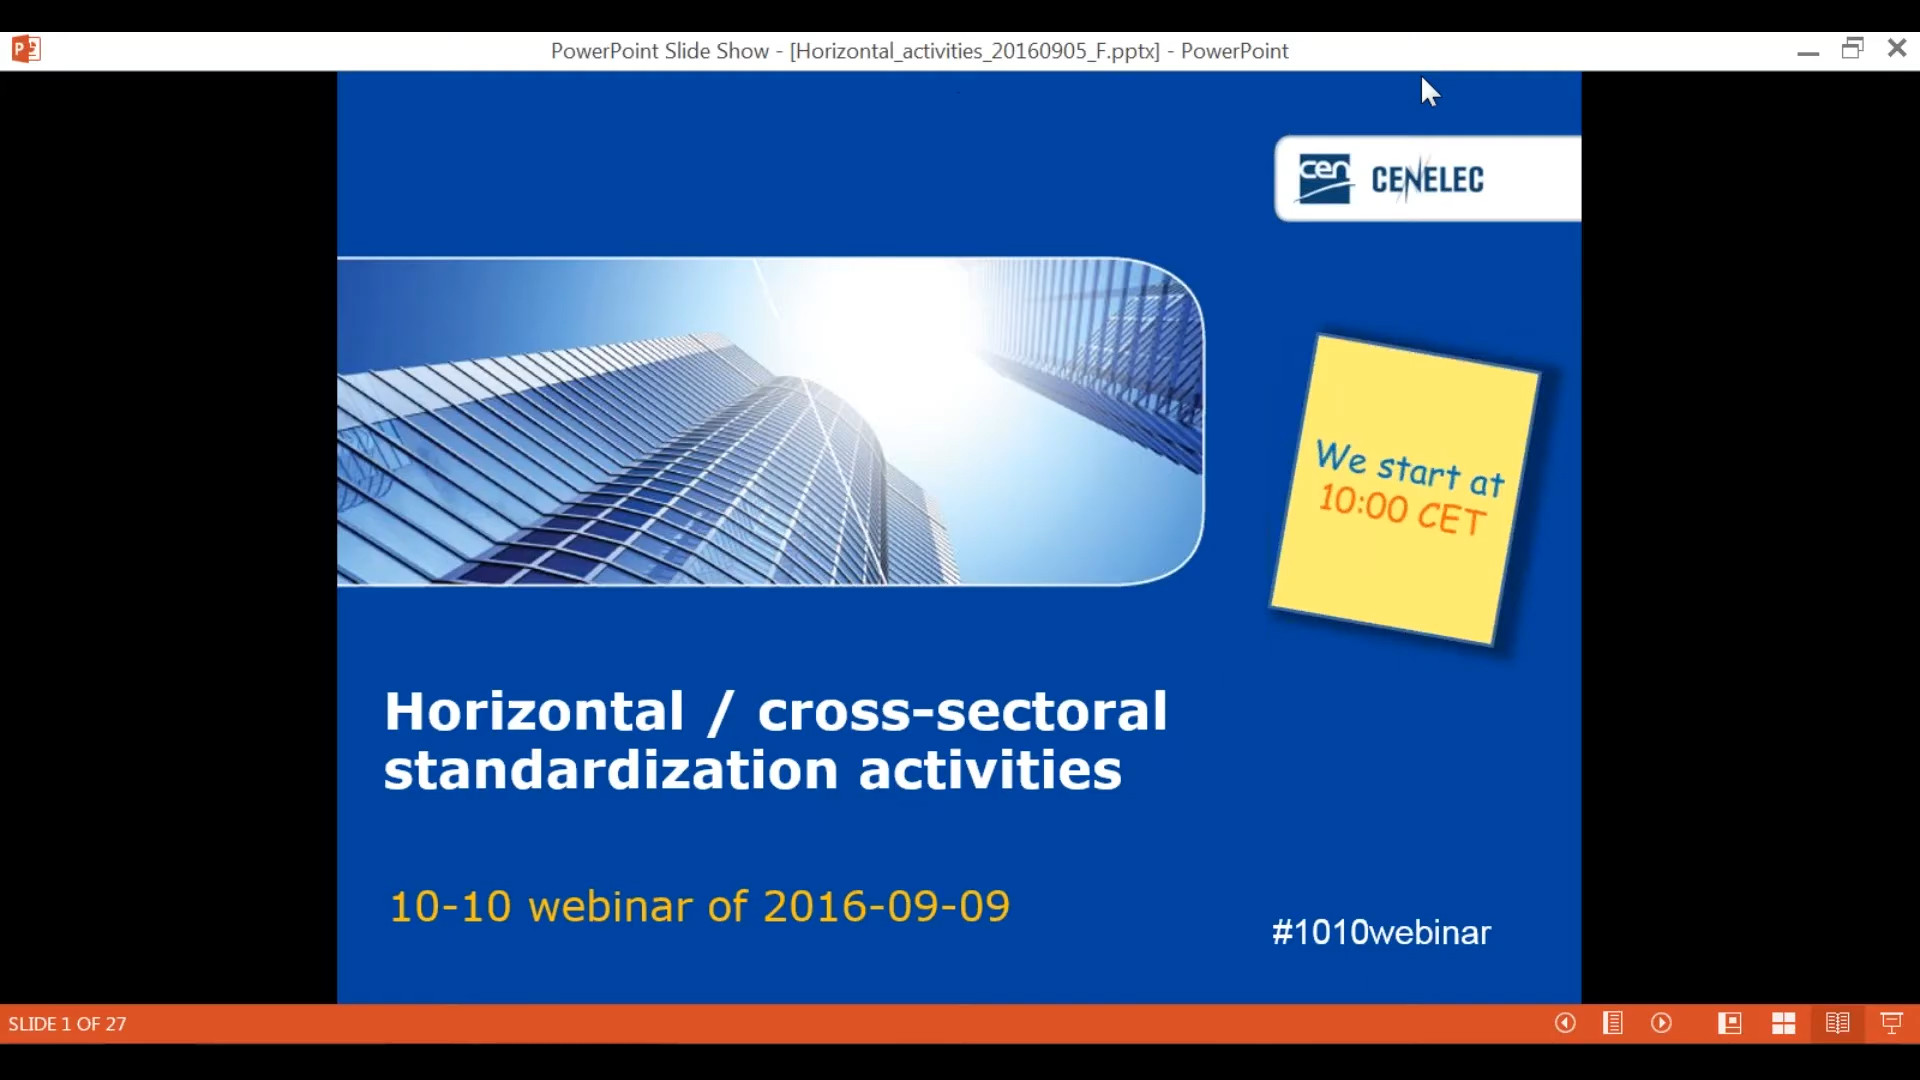 PowerPoint Slide Show - [Horizontal_activities_20160905_F.pptx] - PowerPoint
cen CENELEC
We start at
10:00 CET
Horizontal / cross-sectoral
standardization activities
10-10 webinar of 2016-09-09
#1010webinar
SLIDE 1 OF 27